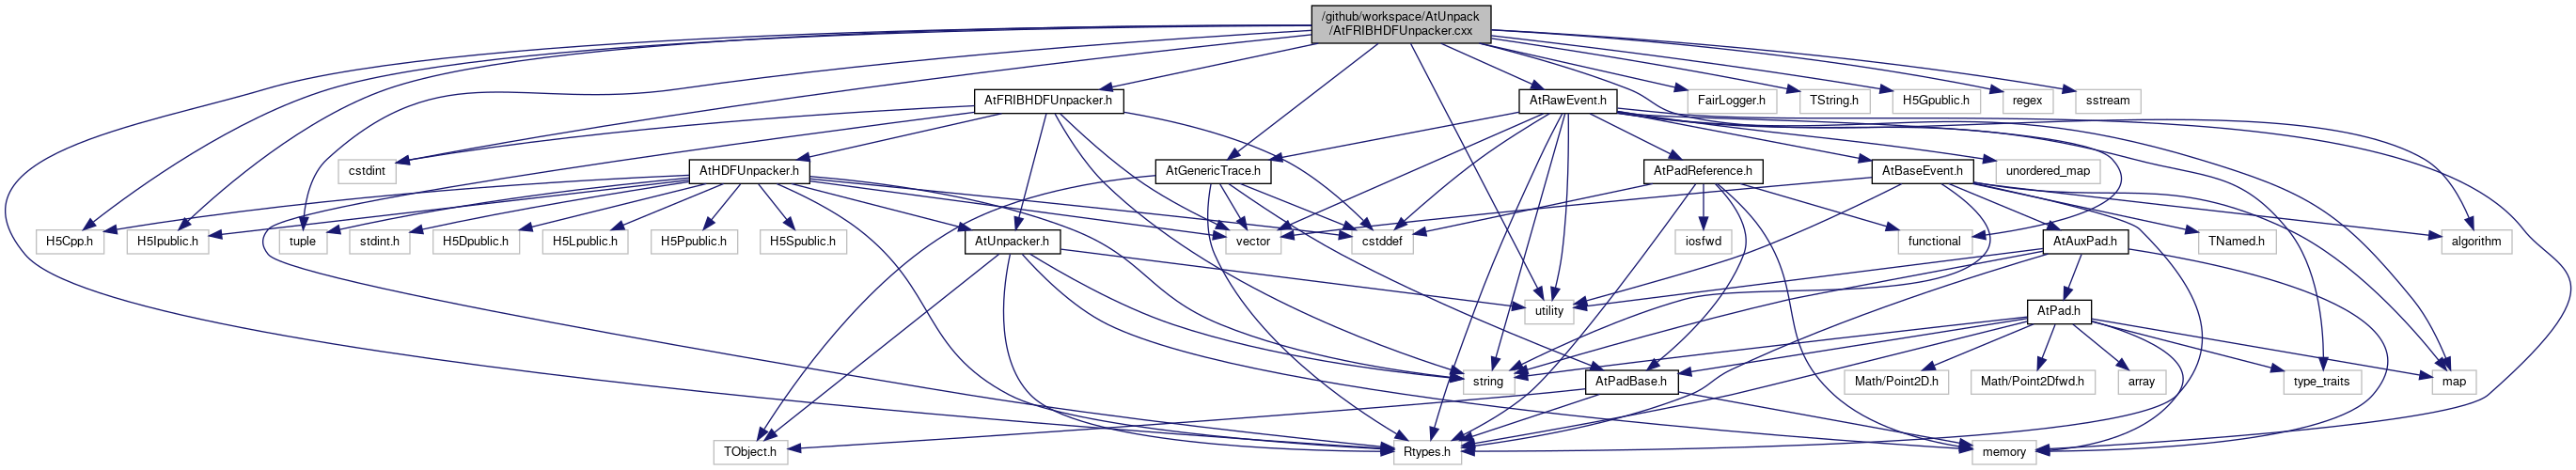 /github/workspace/AtUnpack
/AtFRIBHDFUnpacker.cxx
AtFRIBHDFUnpacker.h
AtRawEvent.h
FairLogger.h
TString.h
H5Gpublic.h
regex
sstream
cstdint
AtHDFUnpacker.h
AtGenericTrace.h
AtPadReference.h
AtBaseEvent.h
unordered_map
H5Cpp.h
H5Ipublic.h
tuple
stdint.h
H5Dpublic.h
H5Lpublic.h
H5Ppublic.h
H5Spublic.h
AtUnpacker.h
vector
cstddef
iosfwd
functional
AtAuxPad.h
TNamed.h
algorithm
utility
AtPad.h
string
AtPadBase.h
Math/Point2D.h
Math/Point2Dfwd.h
array
type_traits
map
TObject.h
Rtypes.h
memory